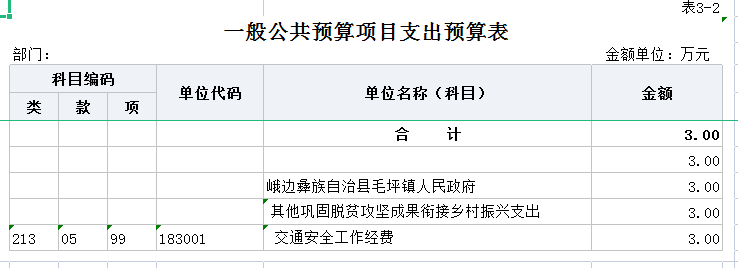 表3-2
一般公共预算项目支出预算表
部门： 金额单位：万元
科目编码 单位代码 单位名称（科目） 金额
类 款 项
合 计 3.00
3.00
峨边彝族自治县毛坪镇人民政府 3.00
其他巩固脱贫攻坚成果衔接乡村振兴支出 3.00
213 05 99 183001 交通安全工作经费 3.00